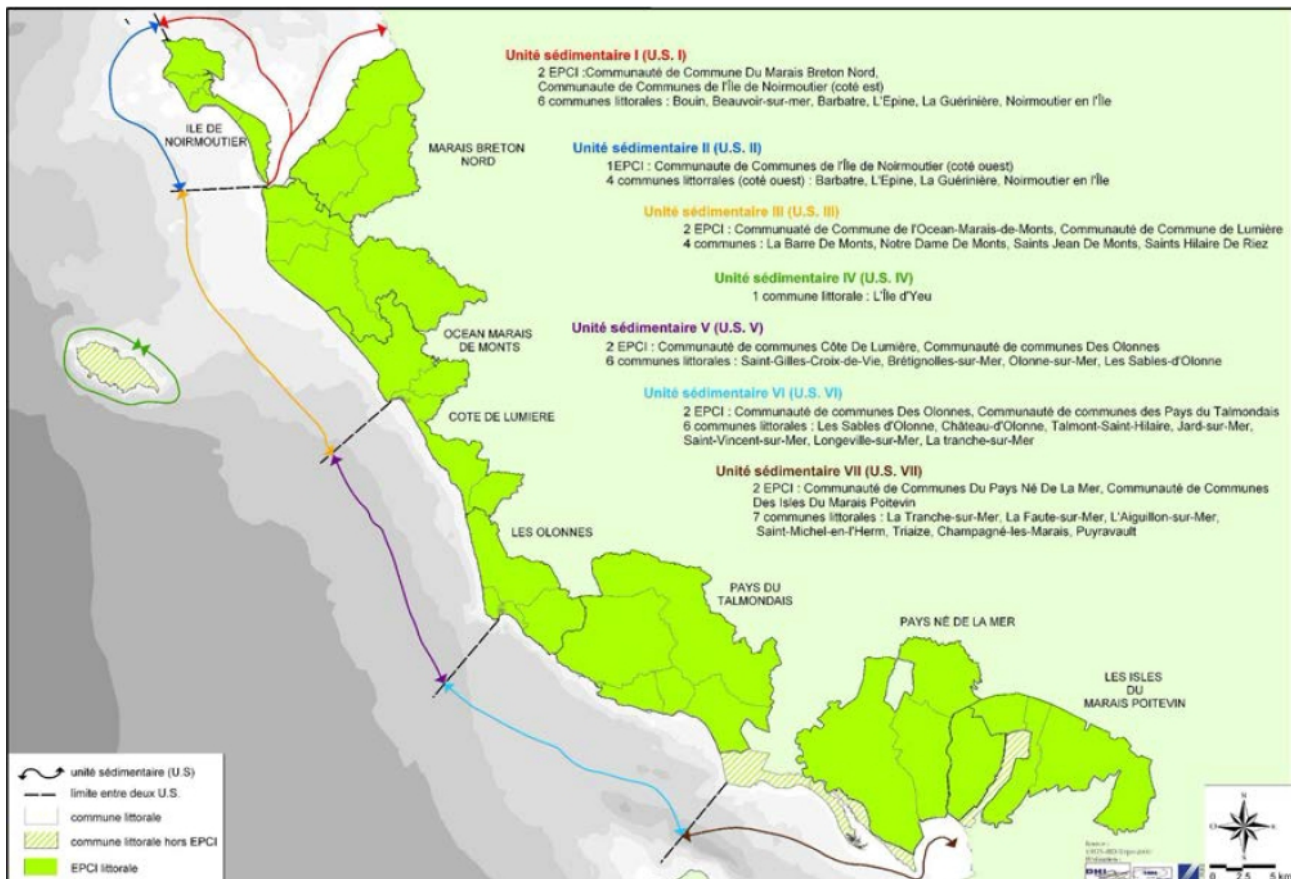 Unité sédimentaire I (U.S. I)
2 EPCI :Communauté de Commune Du Marais Breton Nord,
Communaute de Communes de l'Île de Noirmoutier (coté est)
6 communes littorales : Bouin, Beauvoir-sur-mer, Barbatre, L'Epine, La Guérinière, Noirmoutier en l'Île
ILE DE
NOIRMOUTIER
MARAIS BRETON
NORD
Unité sédimentaire II (U.S. II)
1EPCI : Communaute de Communes de l'Île de Noirmoutier (coté ouest)
4 communes littorrales (coté ouest) : Barbatre, L'Epine, La Guérinière, Noirmoutier en l'Île
Unité sédimentaire III (U.S. III)
2 EPCI : Communuaté de Commune de l'Ocean-Marais-de-Monts, Communauté de Commune de Lumière
4 communes : La Barre De Monts, Notre Dame De Monts, Saints Jean De Monts, Saints Hilaire De Riez
Unité sédimentaire IV (U.S. IV)
1 commune littorale : L'Île d'Yeu
OCEAN MARAIS
DE MONTS
Unité sédimentaire V (U.S. V)
2 EPCI : Communauté de communes Côte De Lumière, Communauté de communes Des Olonnes
6 communes littorales : Saint-Gilles-Croix-de-Vie, Brétignolles-sur-Mer, Olonne-sur-Mer, Les Sables-d'Olonne
COTE DE LUMIERE
Unité sédimentaire VI (U.S. VI)
2 EPCI : Communauté de communes Des Olonnes, Communauté de communes des Pays du Talmondais
6 communes littorales : Les Sables d'Olonne, Château-d'Olonne, Talmont-Saint-Hilaire, Jard-sur-Mer,
Saint-Vincent-sur-Mer, Longeville-sur-Mer, La tranche-sur-Mer
Unité sédimentaire VII (U.S. VII)
2 EPCI : Communauté de Communes Du Pays Né De La Mer, Communauté de Communes
Des Isles Du Marais Poitevin
7 communes littorales : La Tranche-sur-Mer, La Faute-sur-Mer, L'Aiguillon-sur-Mer,
Saint-Michel-en-l'Herm, Triaize, Champagné-les-Marais, Puyravault
LES OLONNES
PAYS DU
TALMONDAIS
PAYS NÉ DE LA MER
LES ISLES
DU
MARAIS POITEVIN
unité sédimentaire (U.S)
limite entre deux U.S.
commune littorale
commune littorale hors EPCI
EPCI littorale
N
0 2.5 5 km